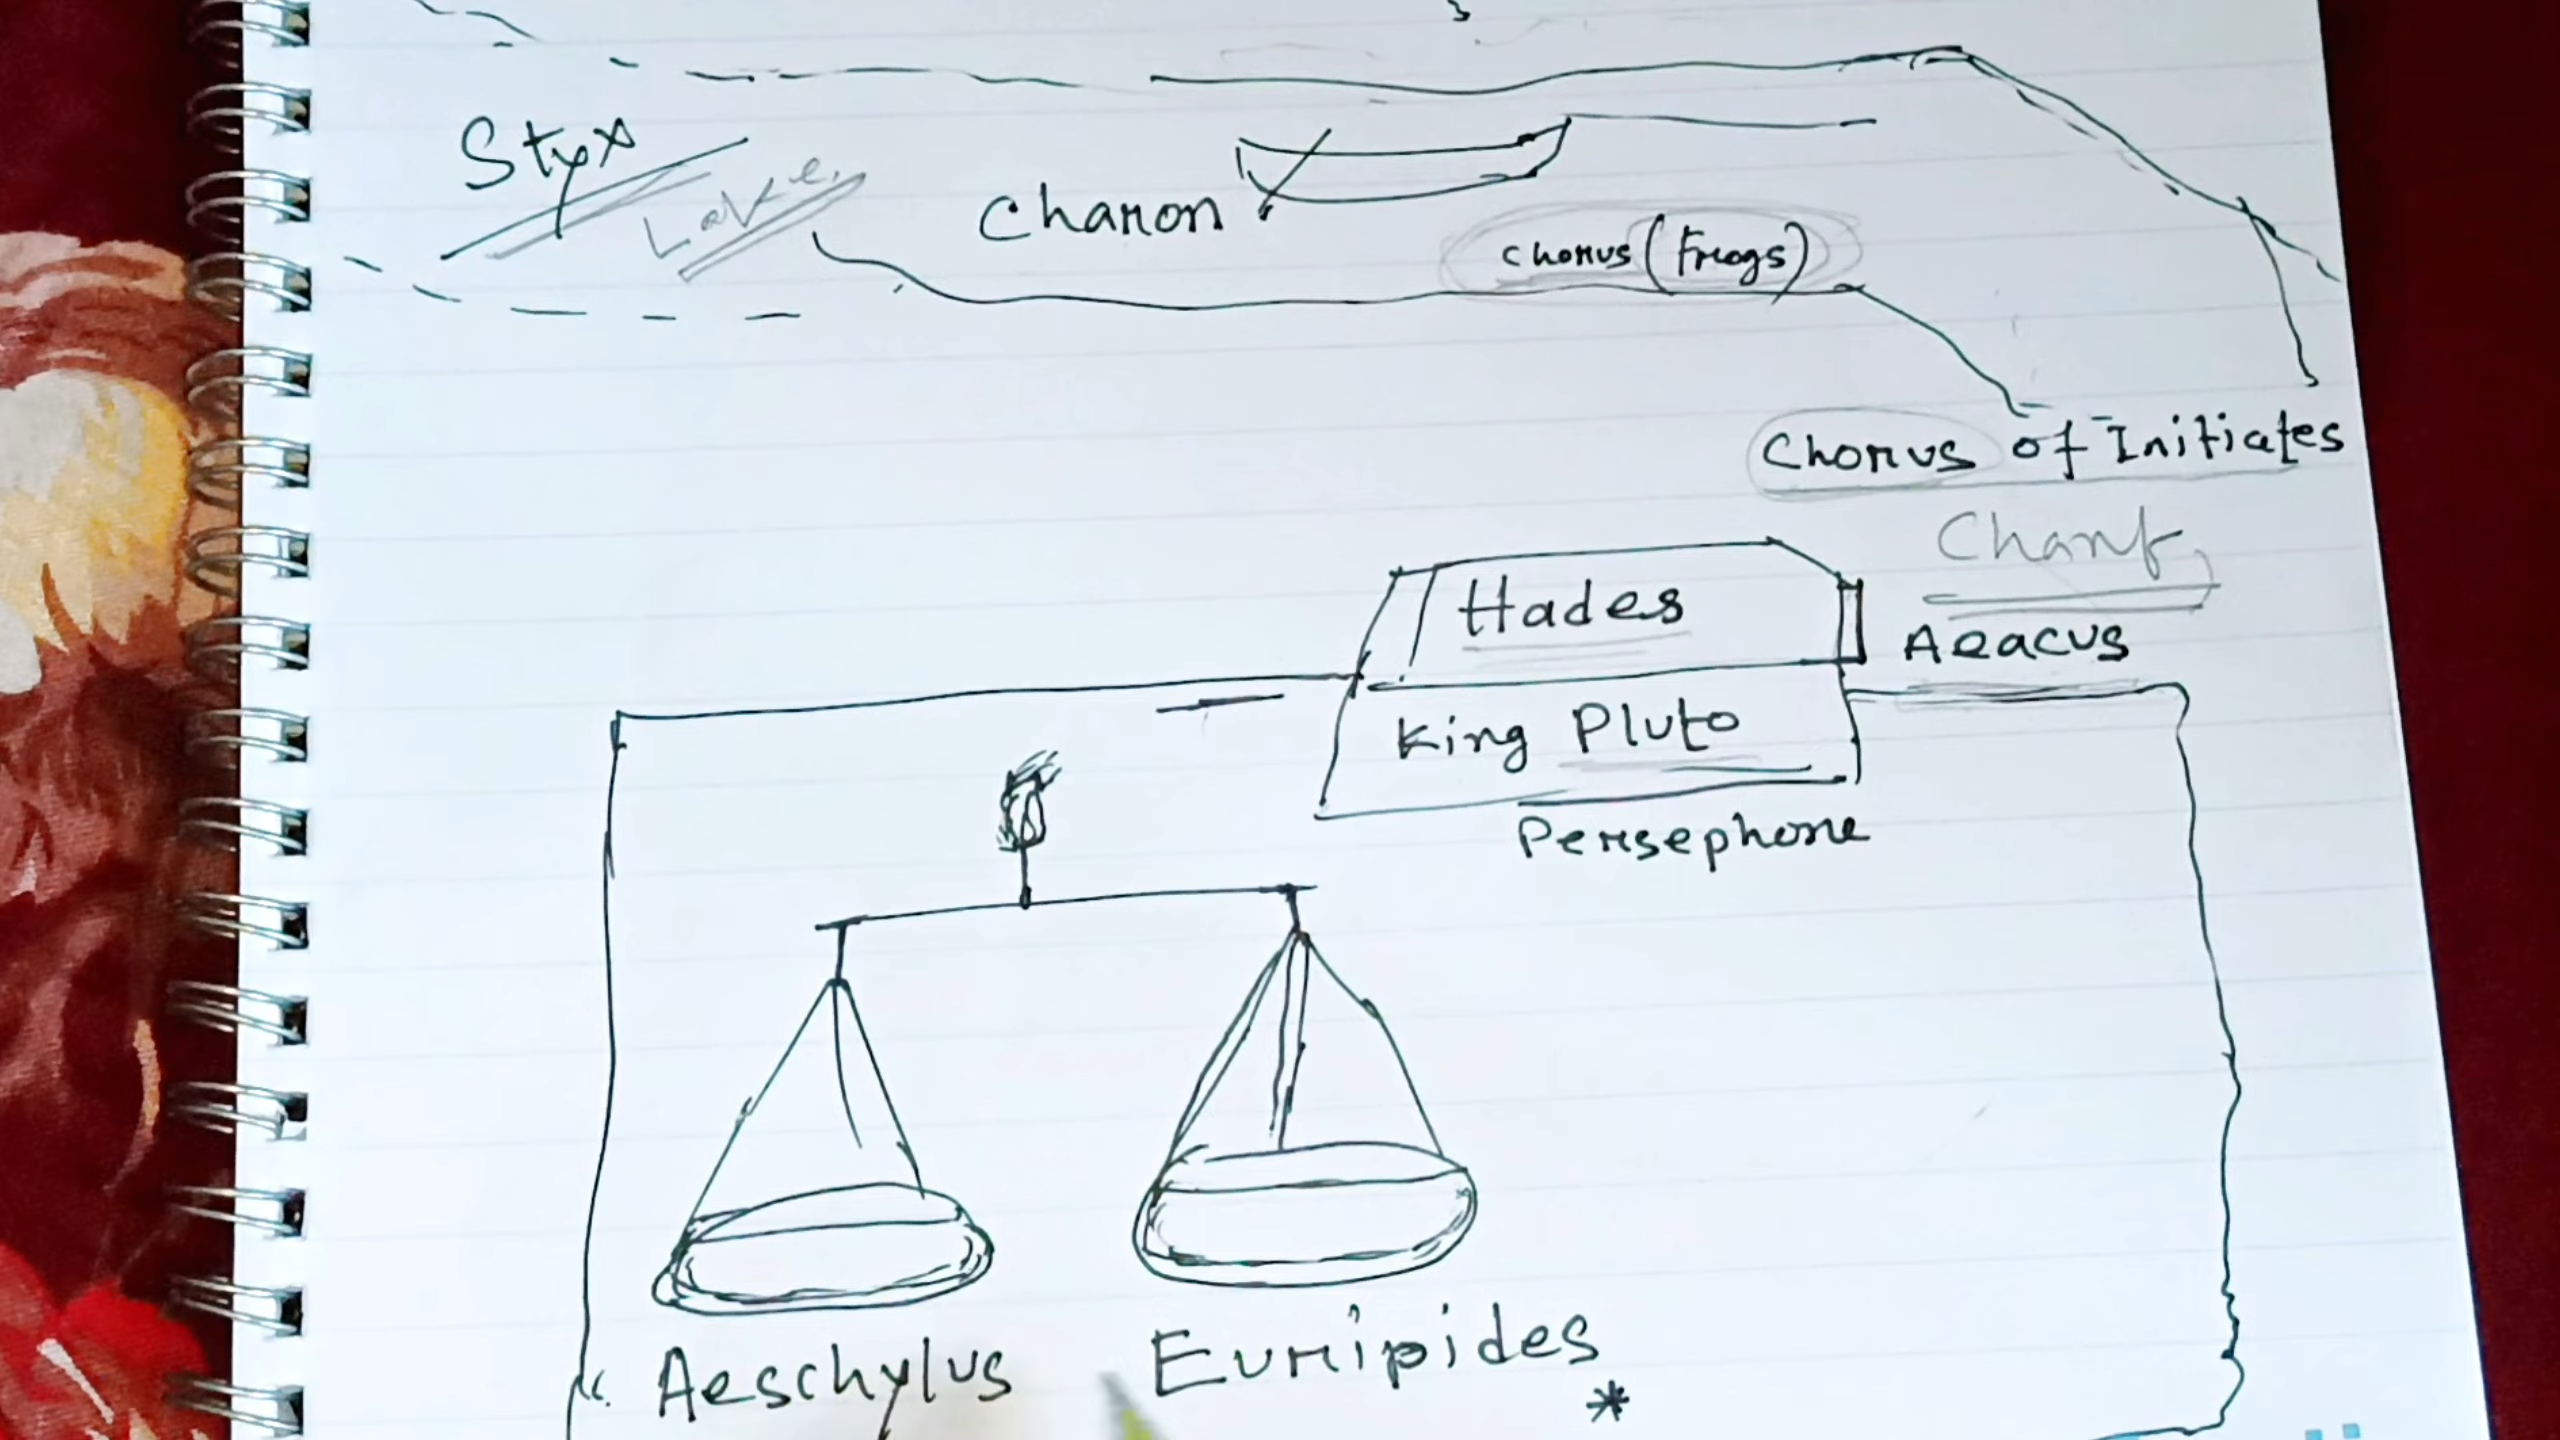 Styx
Lake
Charon
Chorus (Frogs)
Chorus of Initiates
Chant
Hades
Aeacus
King Pluto
Persephone
Aeschylus
Euripides
*